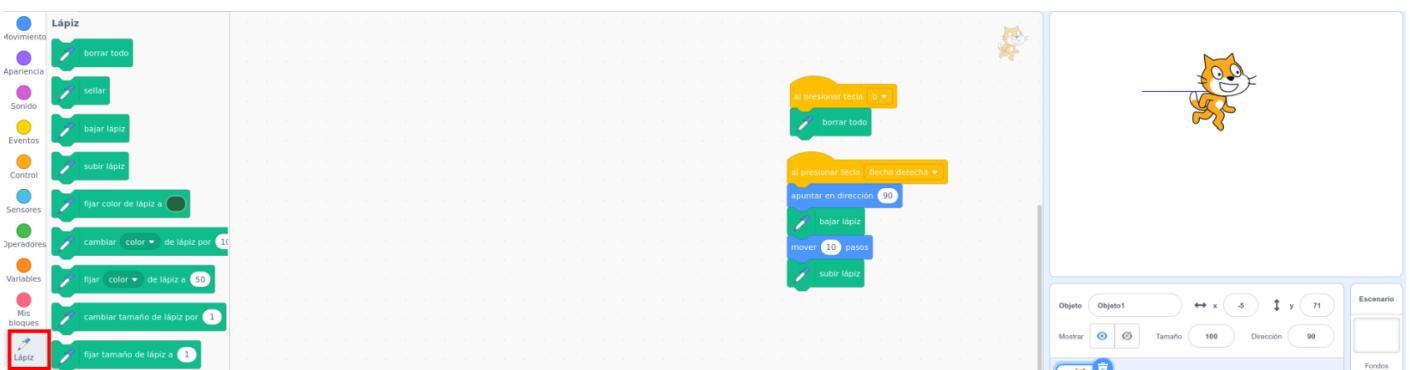 Movimiento
Apariencia
Sonido
Eventos
Control
Sensores
Operadores
Variables
Mis
bloques
Lápiz
Lápiz
borrar todo
sellar
bajar lápiz
subir lápiz
fijar color de lápiz a
cambiar color de lápiz por 10
fijar color de lápiz a 50
cambiar tamaño de lápiz por 1
fijar tamaño de lápiz a 1
al presionar tecla b
borrar todo
al presionar tecla flecha derecha
apuntar en dirección 90
bajar lápiz
mover 10 pasos
subir lápiz
Objeto Objeto1 x -5 y 71
Mostrar Tamaño 100 Dirección 90
Escenario
Fondos